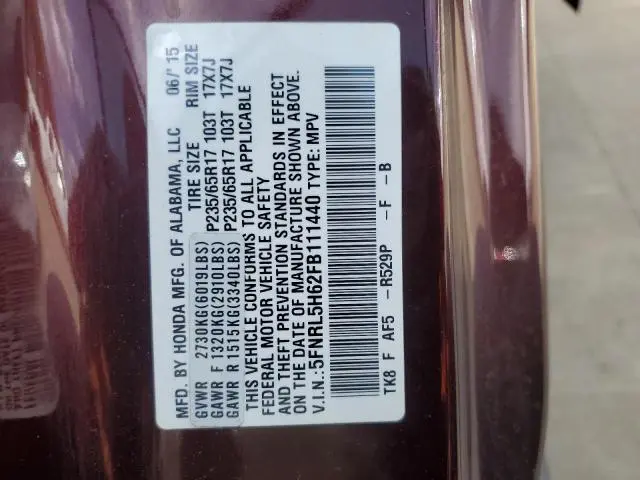 MFD. BY HONDA MFG. OF ALABAMA, LLC 06/'15
TIRE SIZE RIM SIZE
GVWR 2730KG(6019LBS)
GAWR F 1320KG(2910LBS) P235/65R17 103T 17X7J
GAWR R 1515KG(3340LBS) P235/65R17 103T 17X7J
THIS VEHICLE CONFORMS TO ALL APPLICABLE
FEDERAL MOTOR VEHICLE SAFETY
AND THEFT PREVENTION STANDARDS IN EFFECT
ON THE DATE OF MANUFACTURE SHOWN ABOVE.
V.I.N.:5FNRL5H62FB111440 TYPE: MPV
TK8 F AF5 -R529P -F -B